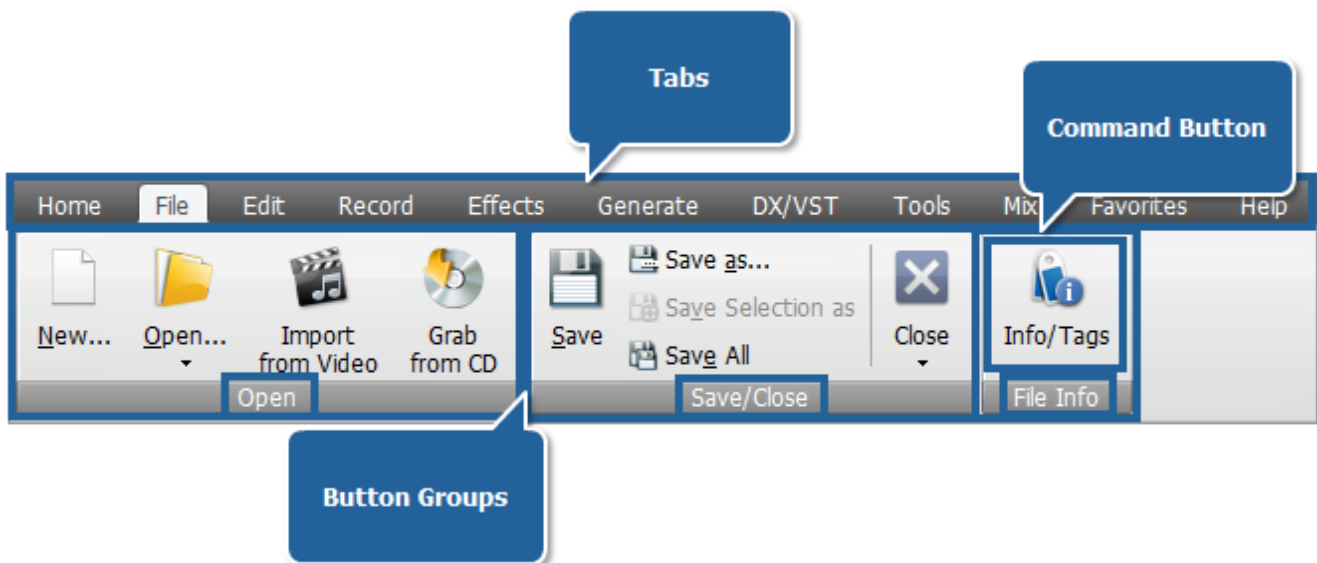 Tabs
Command Button
Home File Edit Record Effects Generate DX/VST Tools Mix Favorites Help
New...
Open...
Import
from Video
Grab
from CD
Save
Save as...
Save Selection as
Save All
Close
Info/Tags
Open
Save/Close
File Info
Button Groups